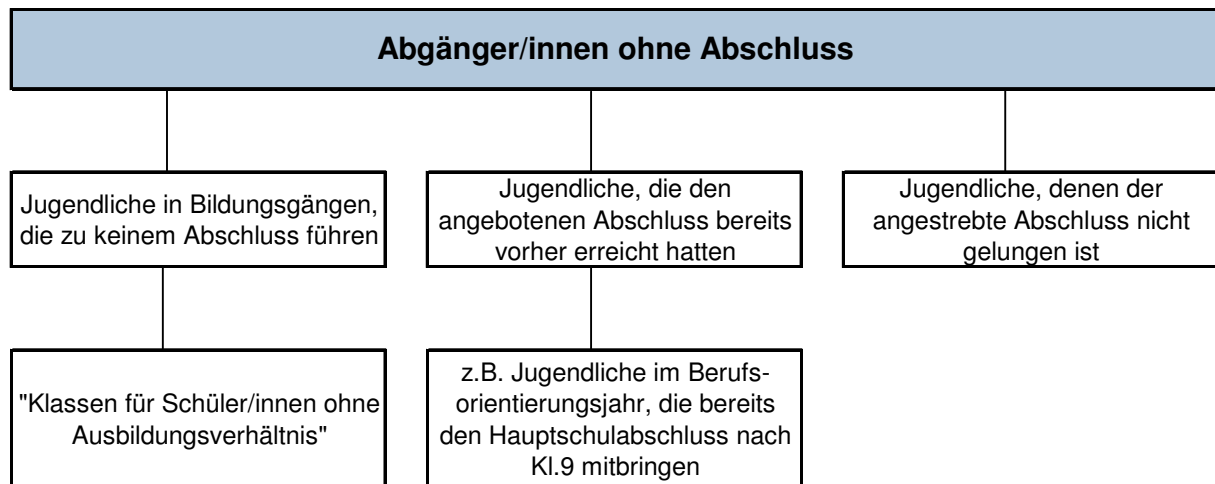 Abgänger/innen ohne Abschluss
Jugendliche in Bildungsgängen,
die zu keinem Abschluss führen
Jugendliche, die den
angebotenen Abschluss bereits
vorher erreicht hatten
Jugendliche, denen der
angestrebte Abschluss nicht
gelungen ist
"Klassen für Schüler/innen ohne
Ausbildungsverhältnis"
z.B. Jugendliche im Berufs-
orientierungsjahr, die bereits
den Hauptschulabschluss nach
Kl.9 mitbringen